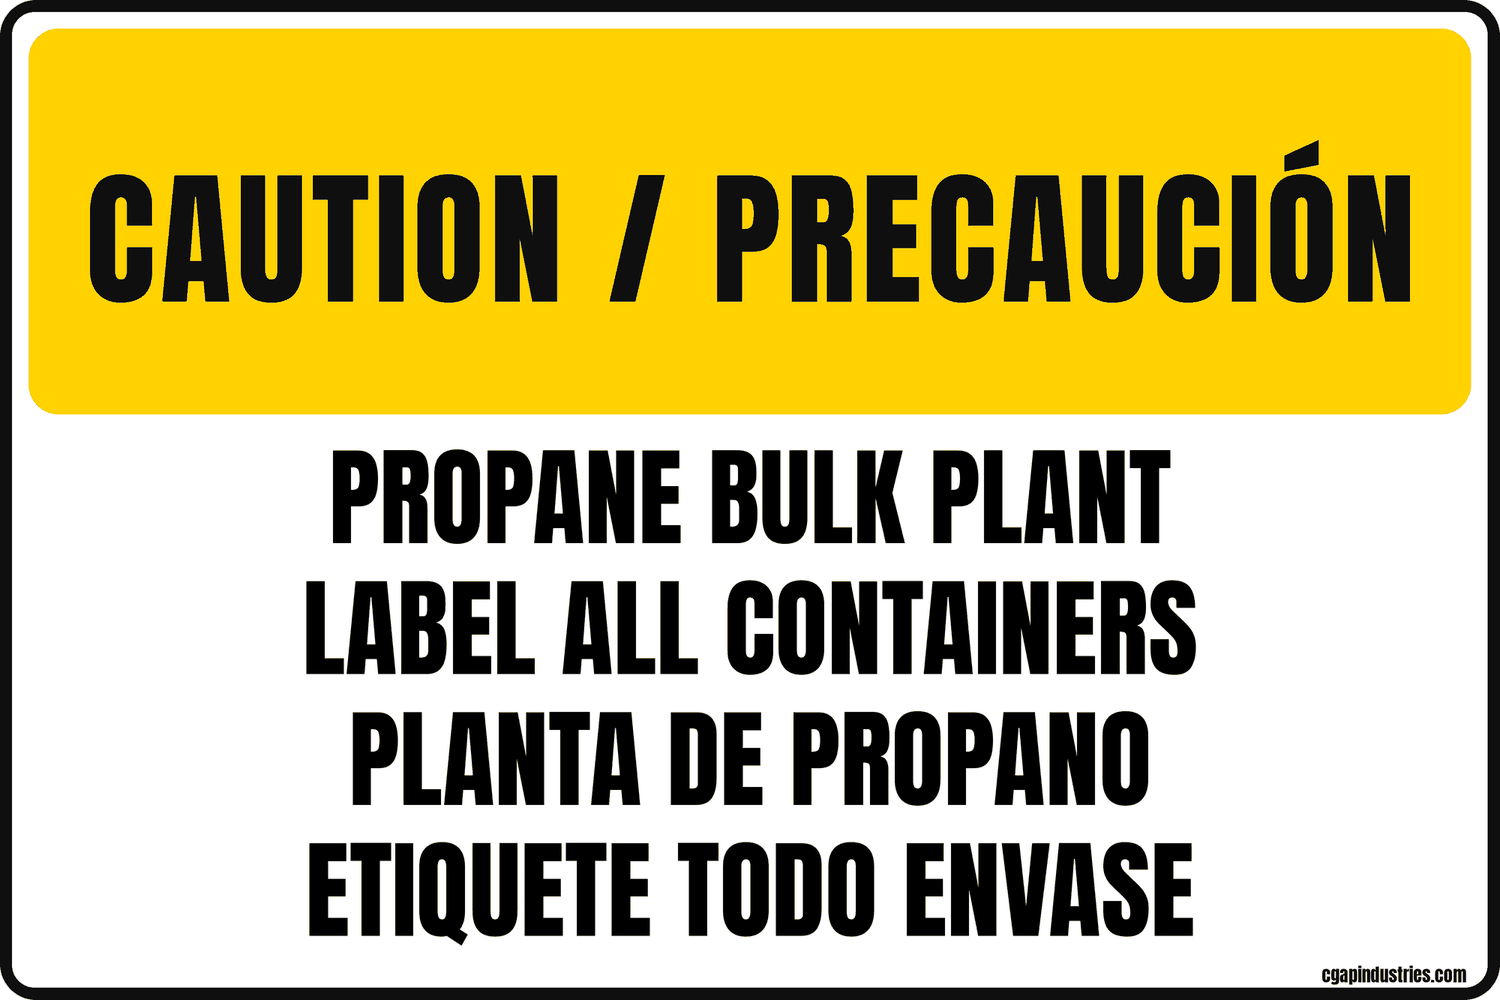 CAUTION / PRECAUCIÓN
PROPANE BULK PLANT
LABEL ALL CONTAINERS
PLANTA DE PROPANO
ETIQUETE TODO ENVASE
cgapindustries.com